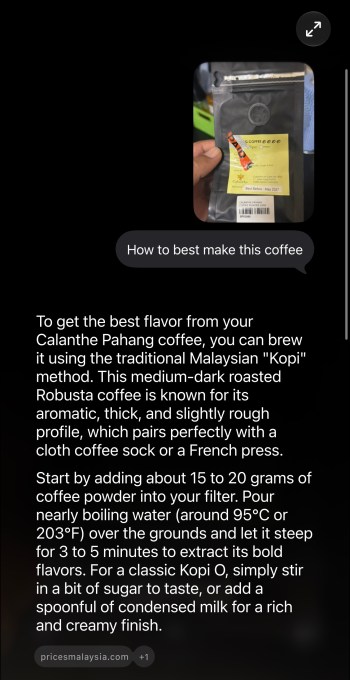 How to best make this coffee
To get the best flavor from your
Calanthe Pahang coffee, you can brew
it using the traditional Malaysian "Kopi"
method. This medium-dark roasted
Robusta coffee is known for its
aromatic, thick, and slightly rough
profile, which pairs perfectly with a
cloth coffee sock or a French press.
Start by adding about 15 to 20 grams of
coffee powder into your filter. Pour
nearly boiling water (around 95°C or
203°F) over the grounds and let it steep
for 3 to 5 minutes to extract its bold
flavors. For a classic Kopi O, simply stir
in a bit of sugar to taste, or add a
spoonful of condensed milk for a rich
and creamy finish.
pricesmalaysia.com +1